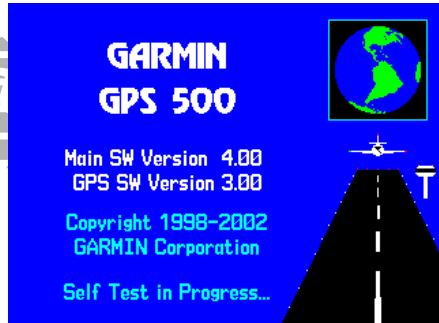 GARMIN
GPS 500
Main SW Version 4.00
GPS SW Version 3.00
Copyright 1998-2002
GARMIN Corporation
Self Test in Progress...